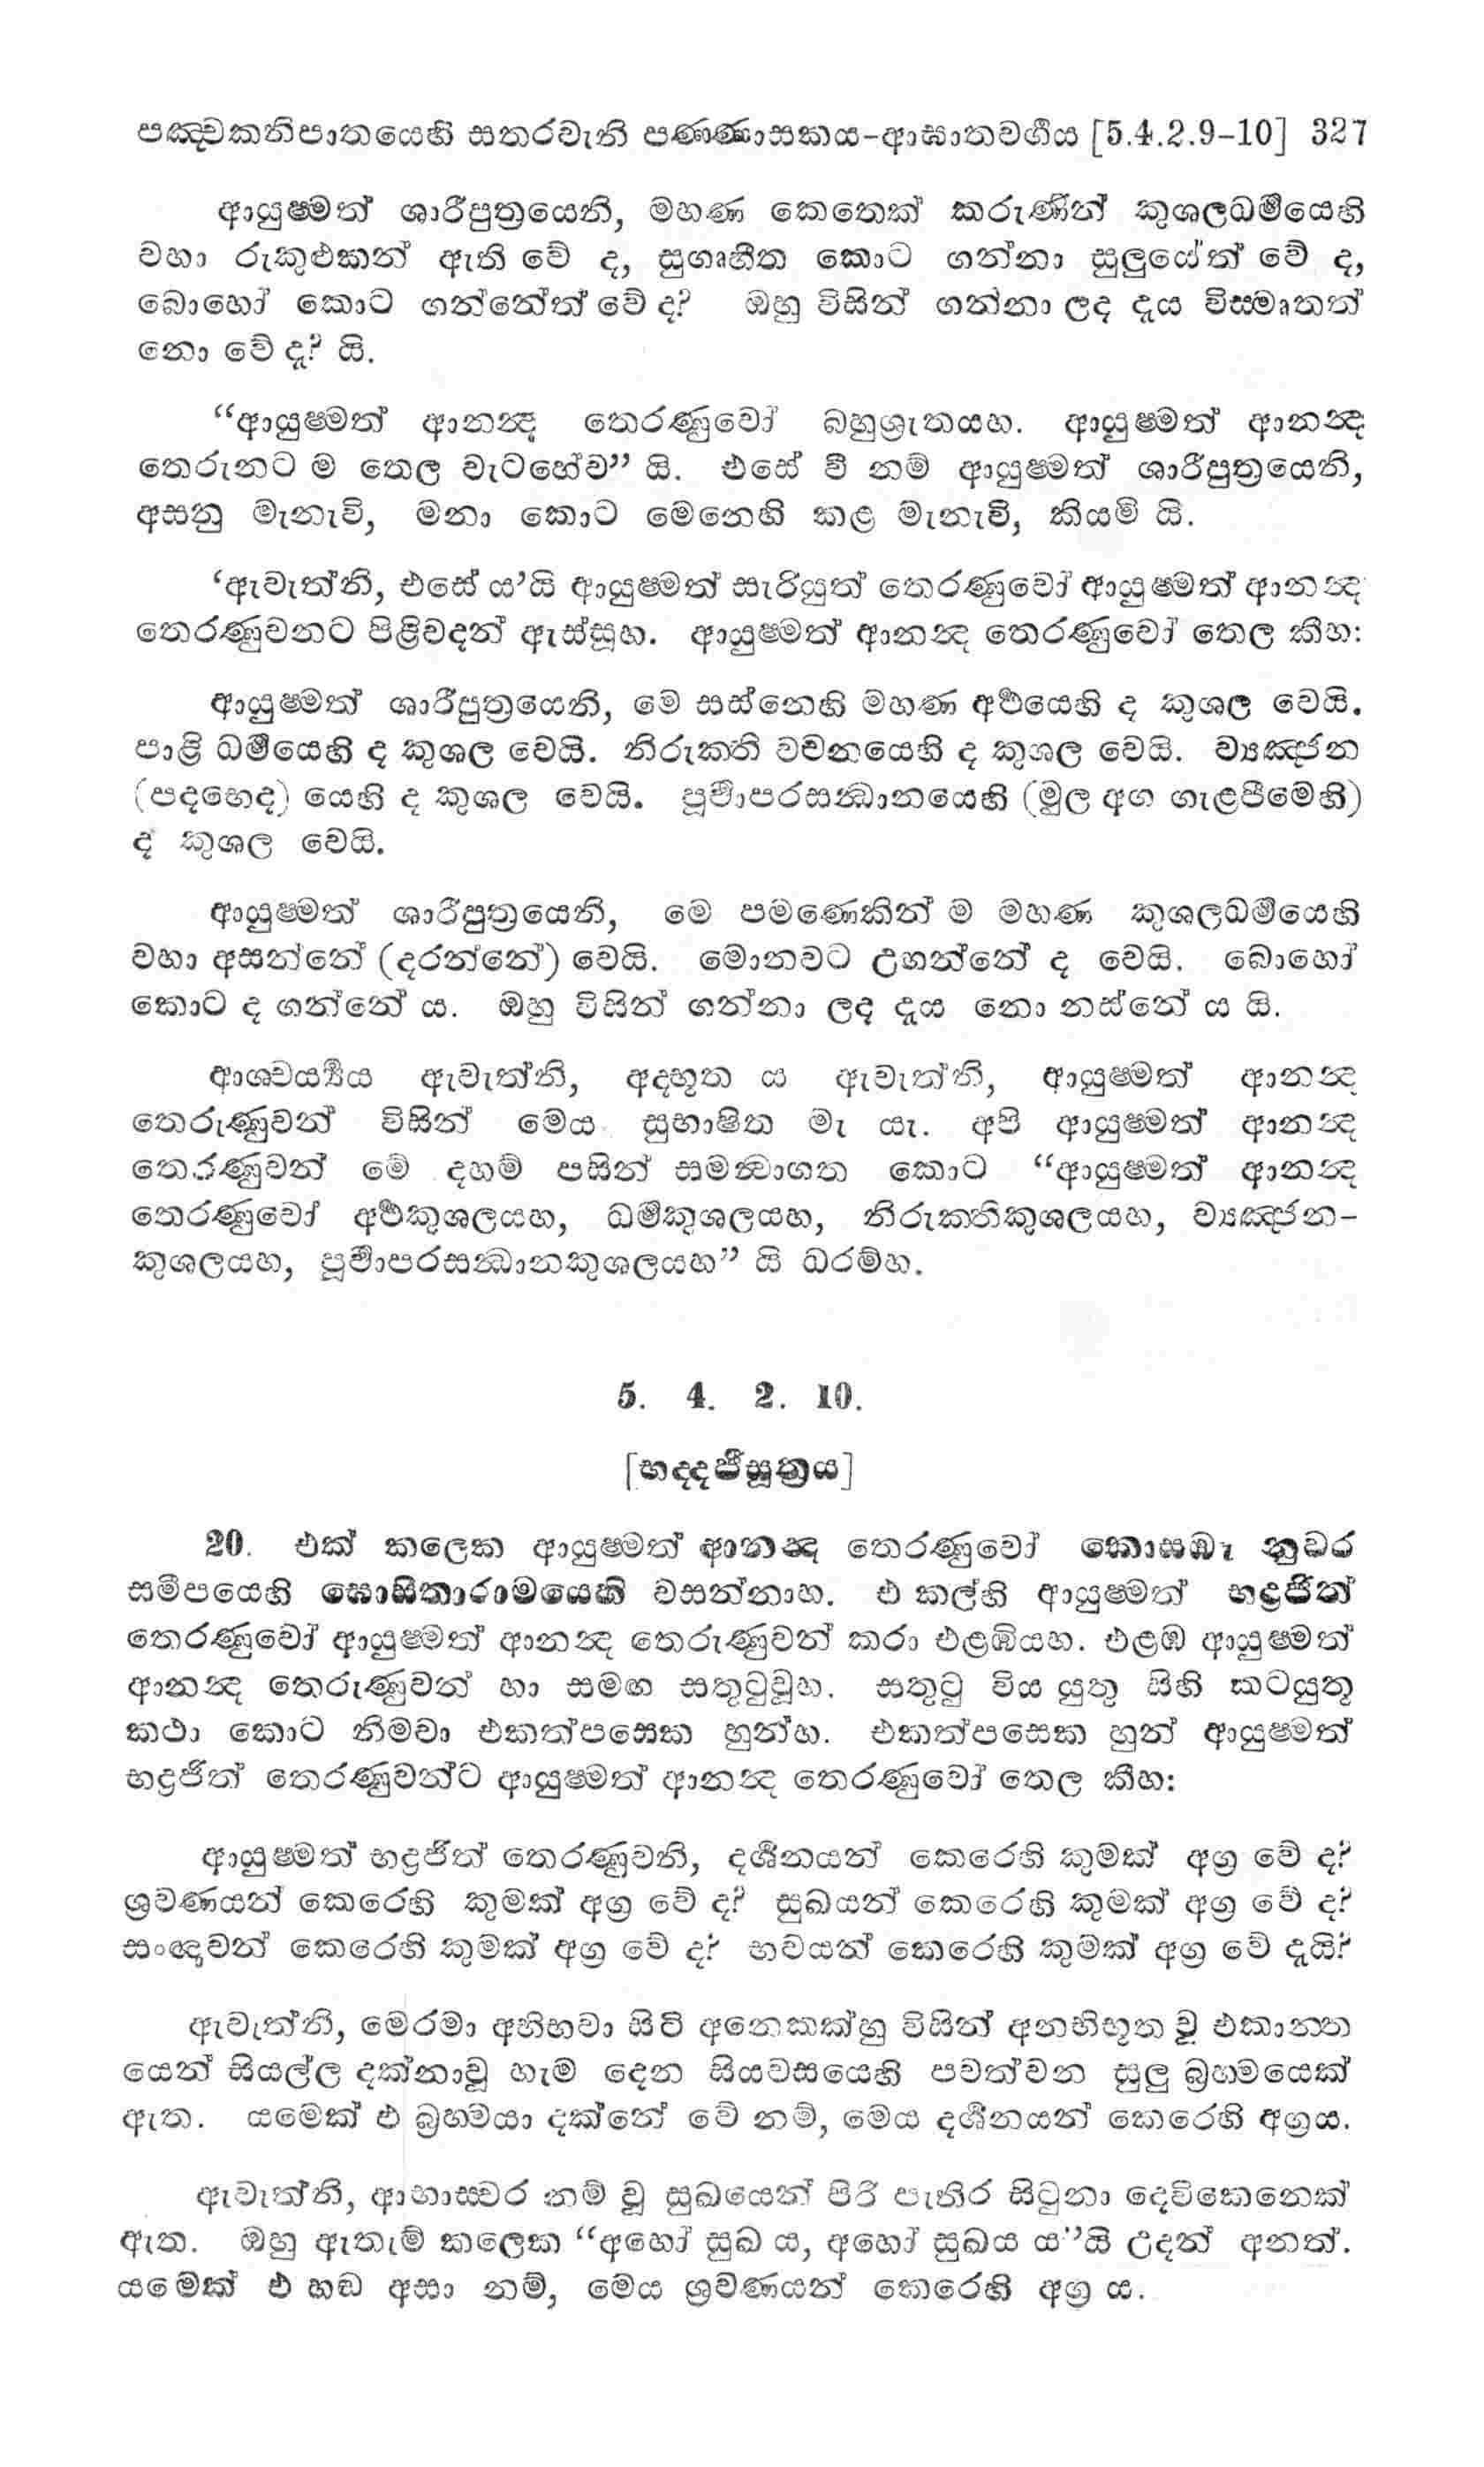 පඤ්චකනිපාතයෙහි සතරවැනි පණ්ණාසකය-ආඝාතවර්‍ගය [5.4.2.9-10] 327
ආයුෂ්මත් ශාරිපුත්‍රයෙනි, මහණ කෙතෙක් කරුණින් කුශලධර්‍මයෙහි
වහා රුකුළුකන් ඇති වේ ද, සුගෘහීත කොට ගන්නා සුලුයේත් වේ ද,
බොහෝ කොට ගන්නේත් වේ ද? ඔහු විසින් ගන්නා ලද දැය විස්මෘතත්
නො වේ දැ? යි.
“ආයුෂ්මත් ආනන්‍ද තෙරණුවෝ බහුශ්‍රැතයහ. ආයුෂ්මත් ආනන්‍ද
තෙරුනට ම තෙල වැටහේව” යි. එසේ වී නම් ආයුෂ්මත් ශාරිපුත්‍රයෙනි,
අසනු මැනැවි, මනා කොට මෙනෙහි කළ මැනැවි, කියමි යි.
‘ඇවැත්නි, එසේ ය’යි ආයුෂ්මත් සැරියුත් තෙරණුවෝ ආයුෂ්මත් ආනන්‍ද
තෙරණුවනට පිළිවදන් ඇස්සූහ. ආයුෂ්මත් ආනන්‍ද තෙරණුවෝ තෙල කීහ:
ආයුෂ්මත් ශාරිපුත්‍රයෙනි, මෙ සස්නෙහි මහණ අර්‍ථයෙහි ද කුශල වෙයි.
පාළි ධර්‍මයෙහි ද කුශල වෙයි. නිරුක්ති වචනයෙහි ද කුශල වෙයි. ව්‍යඤ්ජන
(පදභෙද) යෙහි ද කුශල වෙයි. පූර්‍වාපරසන්‍ධානයෙහි (මුල අග ගැළපීමෙහි)
ද කුශල වෙයි.
ආයුෂ්මත් ශාරිපුත්‍රයෙනි, මෙ පමණෙකින් ම මහණ කුශලධර්‍මයෙහි
වහා අසන්නේ (දරන්නේ) වෙයි. මොනවට උගන්නේ ද වෙයි. බොහෝ
කොට ද ගන්නේ ය. ඔහු විසින් ගන්නා ලද දැය නො නස්නේ ය යි.
ආශ්චර්‍ය්‍යය ඇවැත්නි, අද්භූත ය ඇවැත්නි, ආයුෂ්මත් ආනන්‍ද
තෙරුණුවන් විසින් මෙය සුභාෂිත මැ යැ. අපි ආයුෂ්මත් ආනන්‍ද
තෙරණුවන් මේ දහම් පසින් සමන්‍වාගත කොට “ආයුෂ්මත් ආනන්‍ද
තෙරණුවෝ අර්‍ථකුශලයහ, ධර්‍මකුශලයහ, නිරුක්තිකුශලයහ, ව්‍යඤ්ජන-
කුශලයහ, පූර්‍වාපරසන්‍ධානකුශලයහ” යි ධරම්හ.
5. 4. 2. 10.
[භද්දජිසූත්‍රය]
20. එක් කලෙක ආයුෂ්මත් ආනන්‍ද තෙරණුවෝ කොසඹෑ නුවර
සමීපයෙහි ඝොසිතාරාමයෙහි වසන්නාහ. එ කල්හි ආයුෂ්මත් භද්‍රජිත්
තෙරණුවෝ ආයුෂ්මත් ආනන්‍ද තෙරුණුවන් කරා එළඹියහ. එළඹ ආයුෂ්මත්
ආනන්‍ද තෙරුණුවන් හා සමග සතුටුවූහ. සතුටු විය යුතු සිහි කටයුතු
කථා කොට නිමවා එකත්පසෙක හුන්හ. එකත්පසෙක හුන් ආයුෂ්මත්
භද්‍රජිත් තෙරණුවන්ට ආයුෂ්මත් ආනන්‍ද තෙරණුවෝ තෙල කීහ:
ආයුෂ්මත් භද්‍රජිත් තෙරණුවනි, දර්‍ශනයන් කෙරෙහි කුමක් අග්‍ර වේ ද?
ශ්‍රවණයන් කෙරෙහි කුමක් අග්‍ර වේ ද? සුඛයන් කෙරෙහි කුමක් අග්‍ර වේ ද?
සංඥාවන් කෙරෙහි කුමක් අග්‍ර වේ ද? භවයන් කෙරෙහි කුමක් අග්‍ර වේ දැයි?
ඇවැත්නි, මෙරමා අභිභවා සිටි අනෙකක්හු විසින් අනභිභූත වූ එකාන්ත
යෙන් සියල්ල දක්නාවූ හැම දෙන සියවසයෙහි පවත්වන සුලු බ්‍රහ්මයෙක්
ඇත. යමෙක් ඒ බ්‍රහ්මයා දක්නේ වේ නම්, මෙය දර්‍ශනයන් කෙරෙහි අග්‍රය.
ඇවැත්නි, ආභාස්වර නම් වූ සුඛයෙන් පිරී පැතිර සිටුනා දෙවිකෙනෙක්
ඇත. ඔහු ඇතැම් කලෙක “අහෝ සුඛ ය, අහෝ සුඛය ය”යි උදන් අනත්.
යමෙක් එ හඬ අසා නම්, මෙය ශ්‍රවණයන් කෙරෙහි අග්‍ර ය.